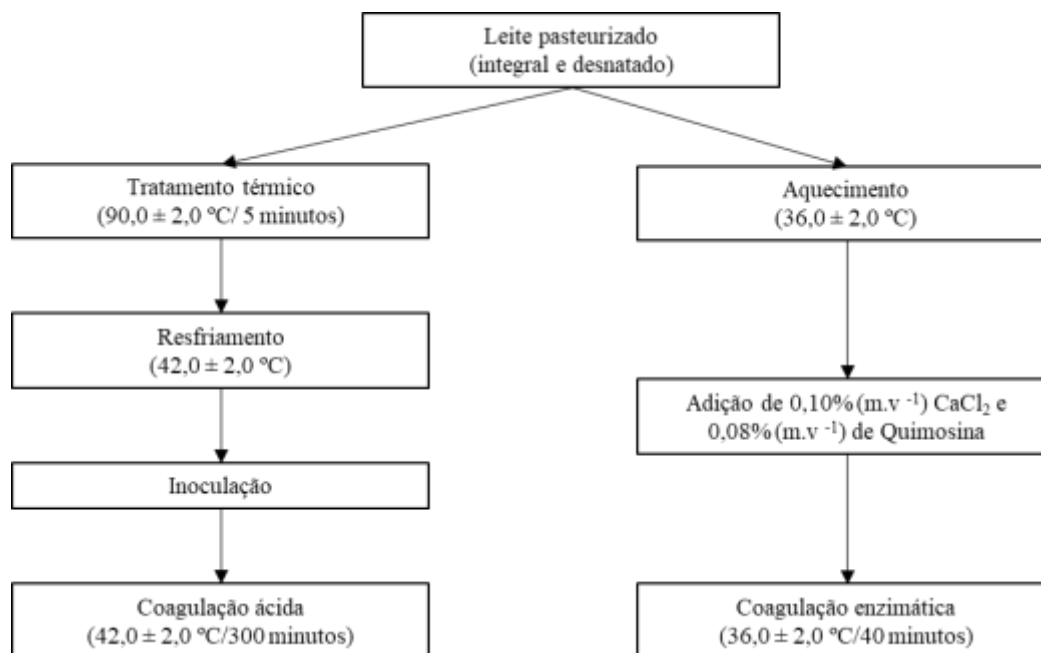 Leite pasteurizado
(integral e desnatado)
Tratamento térmico
(90,0 ± 2,0 ºC/ 5 minutos)
Resfriamento
(42,0 ± 2,0 ºC)
Inoculação
Coagulação ácida
(42,0 ± 2,0 ºC/300 minutos)
Aquecimento
(36,0 ± 2,0 ºC)
Adição de 0,10% (m.v ⁻¹) CaCl₂ e
0,08% (m.v ⁻¹) de Quimosina
Coagulação enzimática
(36,0 ± 2,0 ºC/40 minutos)